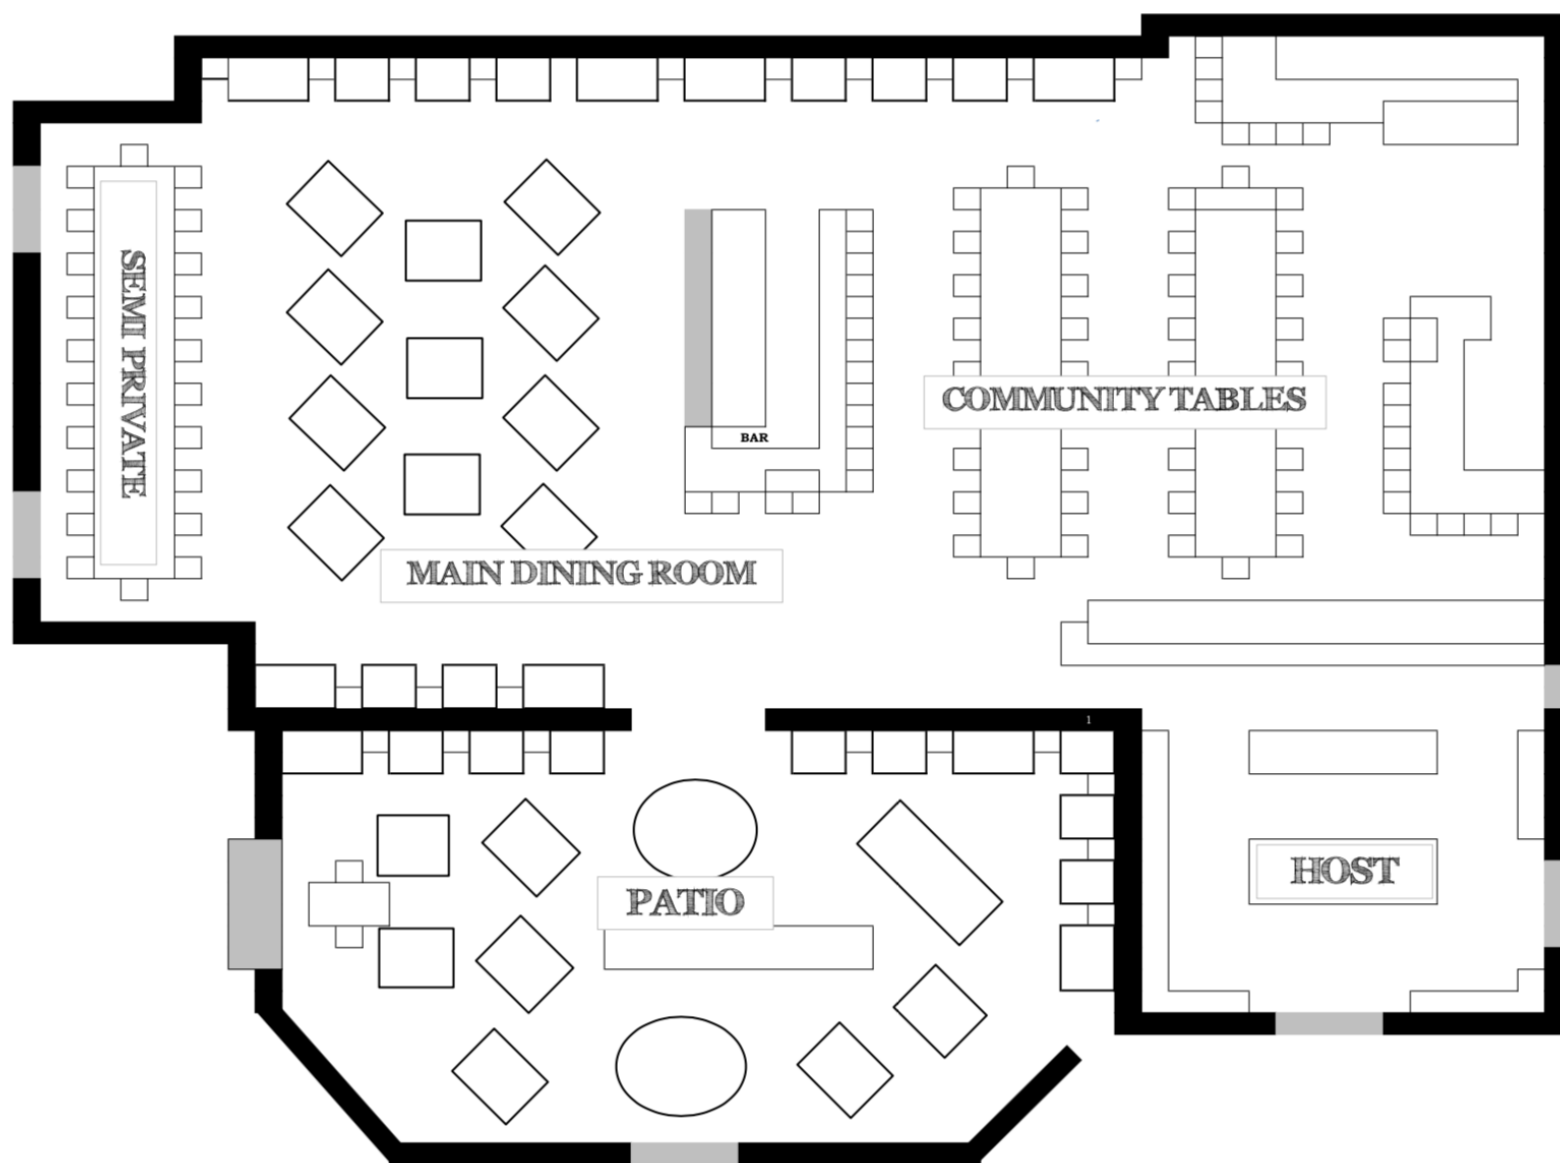 SEMI PRIVATE
COMMUNITY TABLES
BAR
MAIN DINING ROOM
1
PATIO
HOST